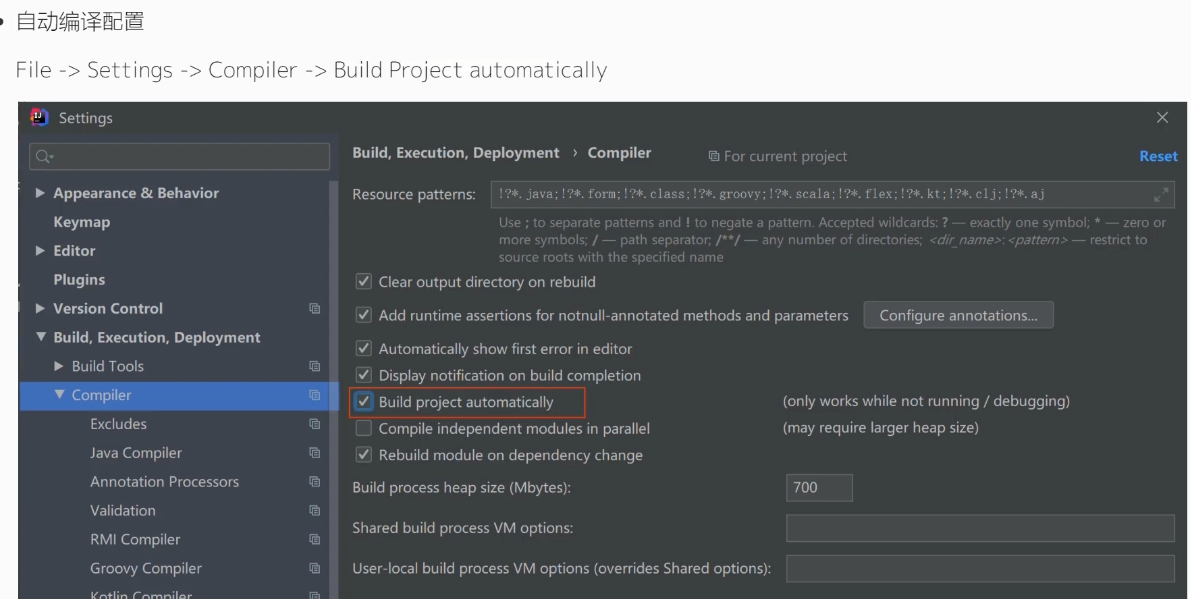 自动编译配置
File -> Settings -> Compiler -> Build Project automatically
Settings
Build, Execution, Deployment › Compiler
For current project
Reset
Appearance & Behavior
Keymap
Editor
Plugins
Version Control
Build, Execution, Deployment
Build Tools
Compiler
Excludes
Java Compiler
Annotation Processors
Validation
RMI Compiler
Groovy Compiler
Kotlin Compiler
Resource patterns: !?*.java;!?*.form;!?*.class;!?*.groovy;!?*.scala;!?*.flex;!?*.kt;!?*.clj;!?*.aj
Use ; to separate patterns and ! to negate a pattern. Accepted wildcards: ? — exactly one symbol; * — zero or
more symbols; / — path separator; /**/ — any number of directories; <dir_name>:<pattern> — restrict to
source roots with the specified name
Clear output directory on rebuild
Add runtime assertions for notnull-annotated methods and parameters Configure annotations...
Automatically show first error in editor
Display notification on build completion
Build project automatically (only works while not running / debugging)
Compile independent modules in parallel (may require larger heap size)
Rebuild module on dependency change
Build process heap size (Mbytes): 700
Shared build process VM options:
User-local build process VM options (overrides Shared options):